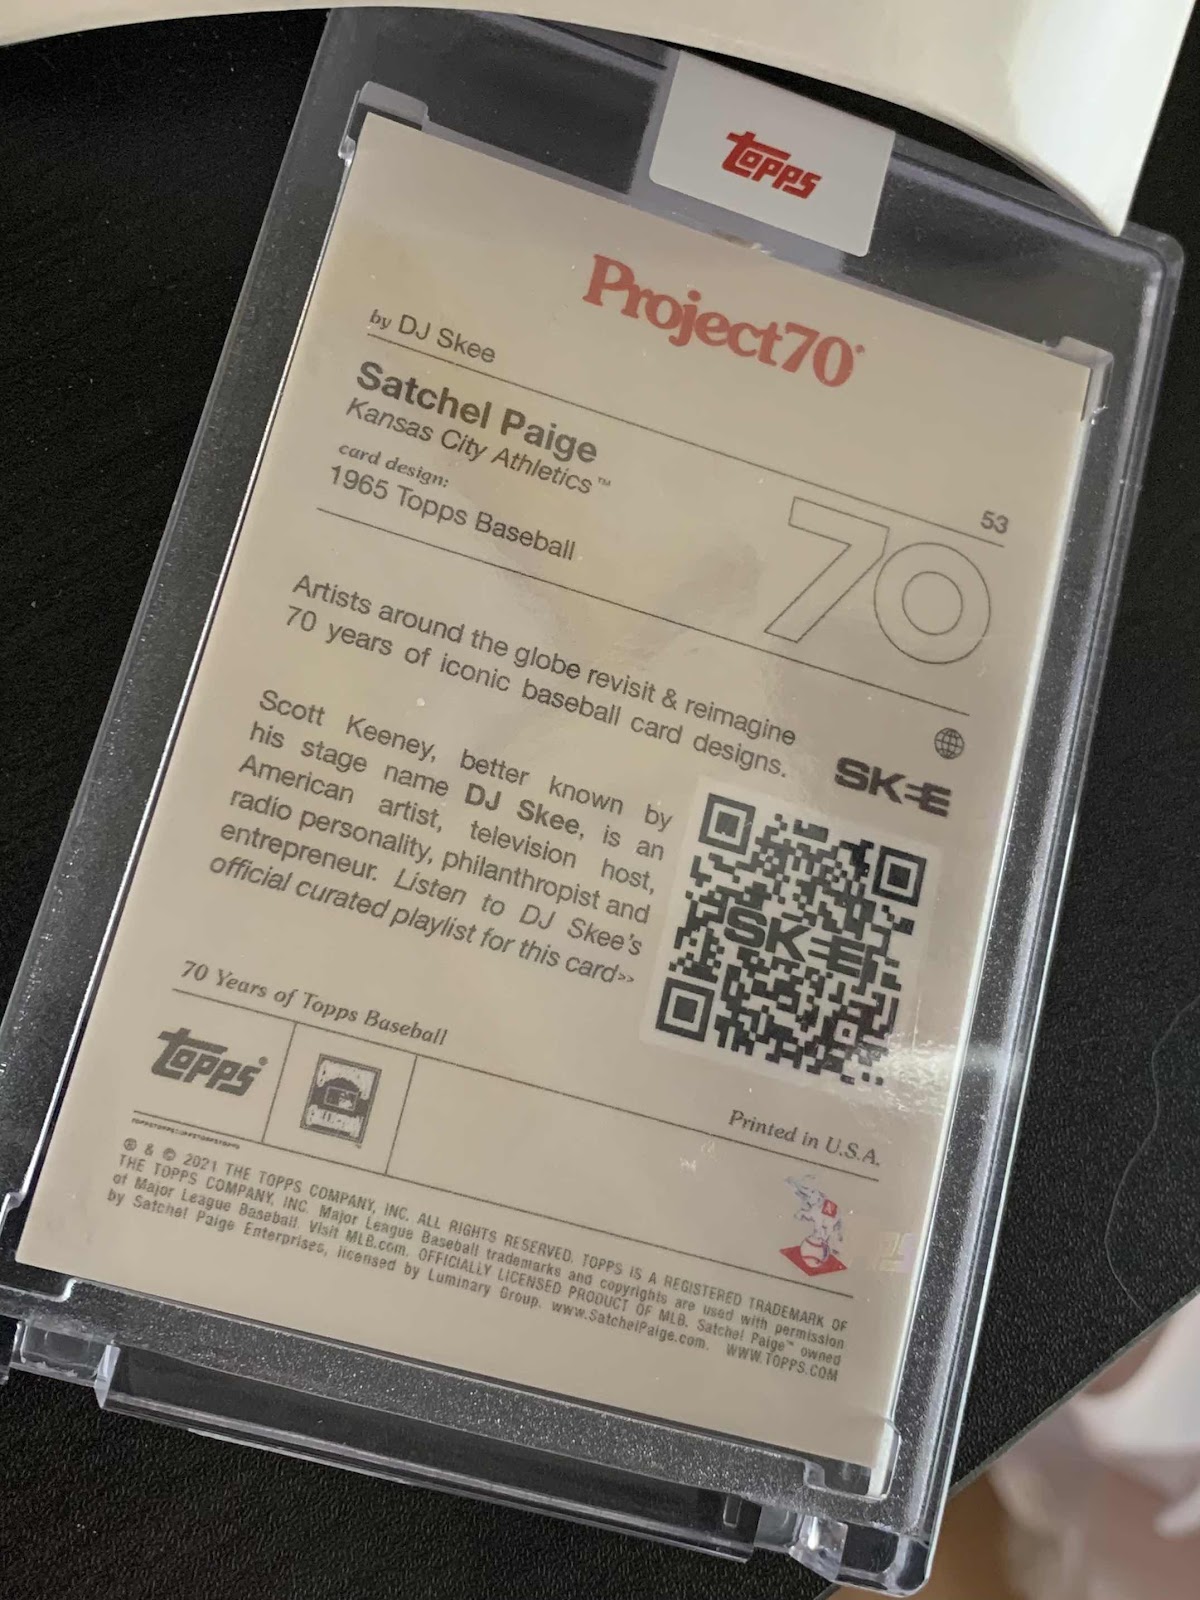 Topps
Project70®
by DJ Skee
Satchel Paige
Kansas City Athletics™
card design:
1965 Topps Baseball
53
70
Artists around the globe revisit & reimagine
70 years of iconic baseball card designs.
SKEE
Scott Keeney, better known by
his stage name DJ Skee, is an
American artist, television host,
radio personality, philanthropist and
entrepreneur. Listen to DJ Skee's
official curated playlist for this card>>
SKEE
70 Years of Topps Baseball
Topps®
Printed in U.S.A.
® & © 2021 THE TOPPS COMPANY, INC. ALL RIGHTS RESERVED. TOPPS IS A REGISTERED TRADEMARK OF
THE TOPPS COMPANY, INC. Major League Baseball trademarks and copyrights are used with permission
of Major League Baseball. Visit MLB.com. OFFICIALLY LICENSED PRODUCT OF MLB. Satchel Paige™ owned
by Satchel Paige Enterprises, licensed by Luminary Group. www.SatchelPaige.com. WWW.TOPPS.COM